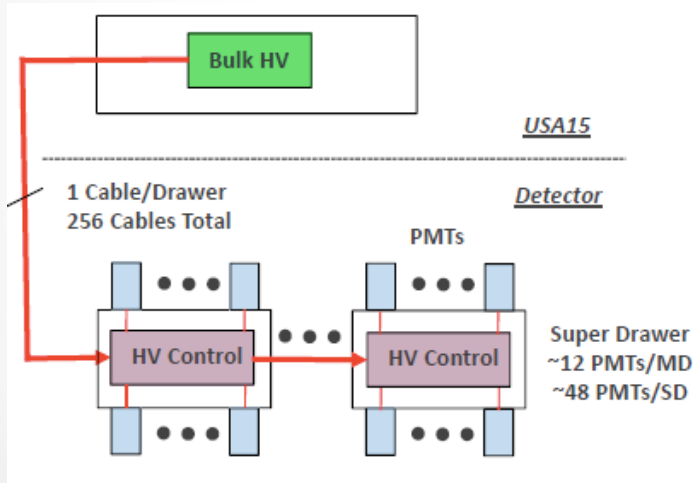 Bulk HV
USA15
1 Cable/Drawer
256 Cables Total
Detector
PMTs
HV Control
HV Control
Super Drawer
~12 PMTs/MD
~48 PMTs/SD